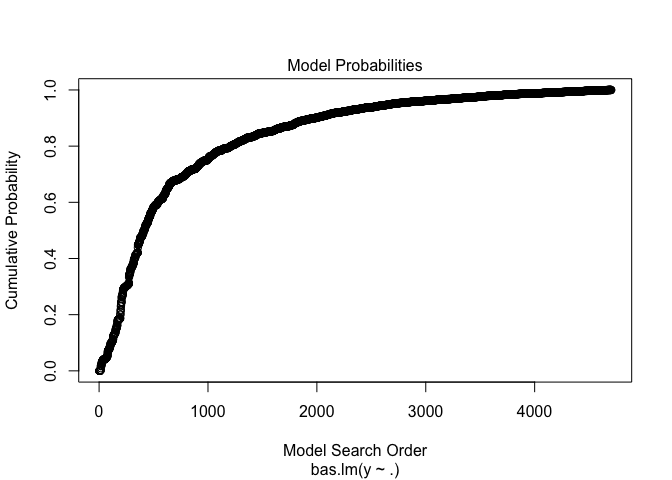 Model Probabilities
1.0
0.8
0.6
0.4
0.2
0.0
Cumulative Probability
0 1000 2000 3000 4000
Model Search Order
bas.lm(y ~ .)